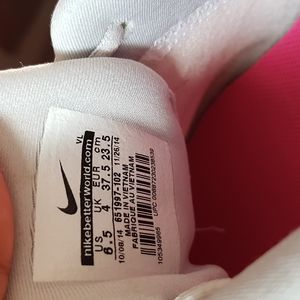 VL
nikebetterworld.com
US UK EUR cm
6.5 4 37.5 23.5
10/08/14 11/26/14
651997-102
MADE IN VIETNAM
FABRIQUE AU VIETNAM